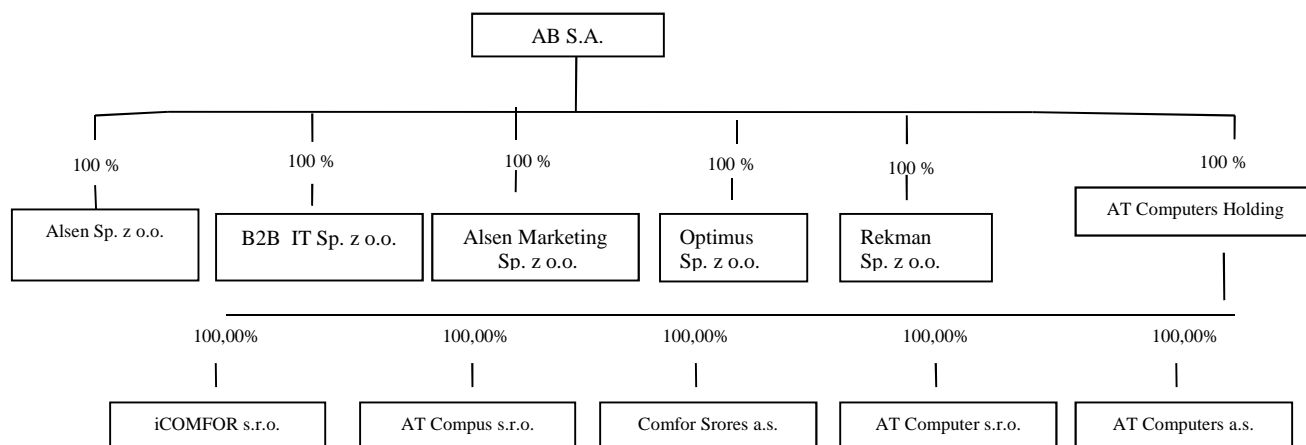 AB S.A.
100 %
100 %
100 %
100 %
100 %
100 %
Alsen Sp. z o.o.
B2B IT Sp. z o.o.
Alsen Marketing
Sp. z o.o.
Optimus
Sp. z o.o.
Rekman
Sp. z o.o.
AT Computers Holding
100,00%
100,00%
100,00%
100,00%
100,00%
iCOMFOR s.r.o.
AT Compus s.r.o.
Comfor Srores a.s.
AT Computer s.r.o.
AT Computers a.s.